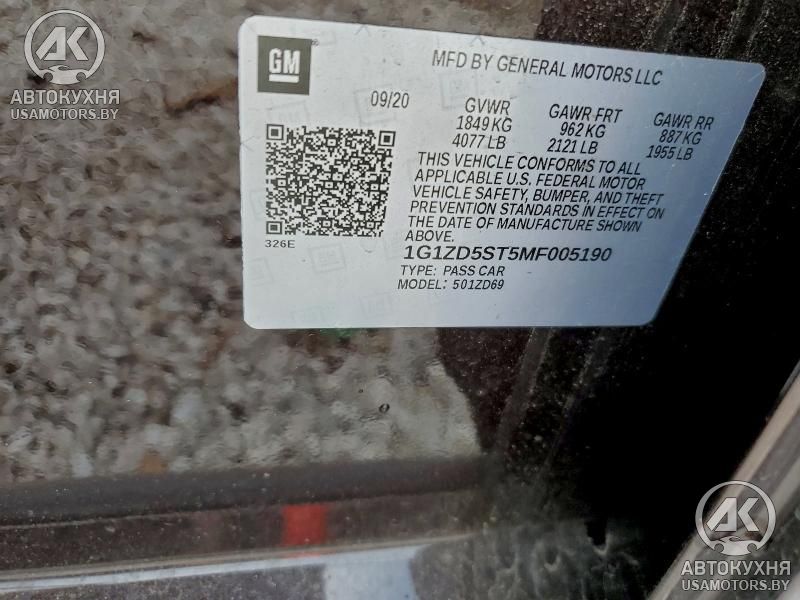 AK
АВТОКУХНЯ
USAMOTORS.BY
GM
MFD BY GENERAL MOTORS LLC
09/20
GVWR
1849 KG
4077 LB
GAWR FRT
962 KG
2121 LB
GAWR RR
887 KG
1955 LB
THIS VEHICLE CONFORMS TO ALL
APPLICABLE U.S. FEDERAL MOTOR
VEHICLE SAFETY, BUMPER, AND THEFT
PREVENTION STANDARDS IN EFFECT ON
THE DATE OF MANUFACTURE SHOWN
ABOVE.
326E
1G1ZD5ST5MF005190
TYPE: PASS CAR
MODEL: 501ZD69
AK
АВТОКУХНЯ
USAMOTORS.BY